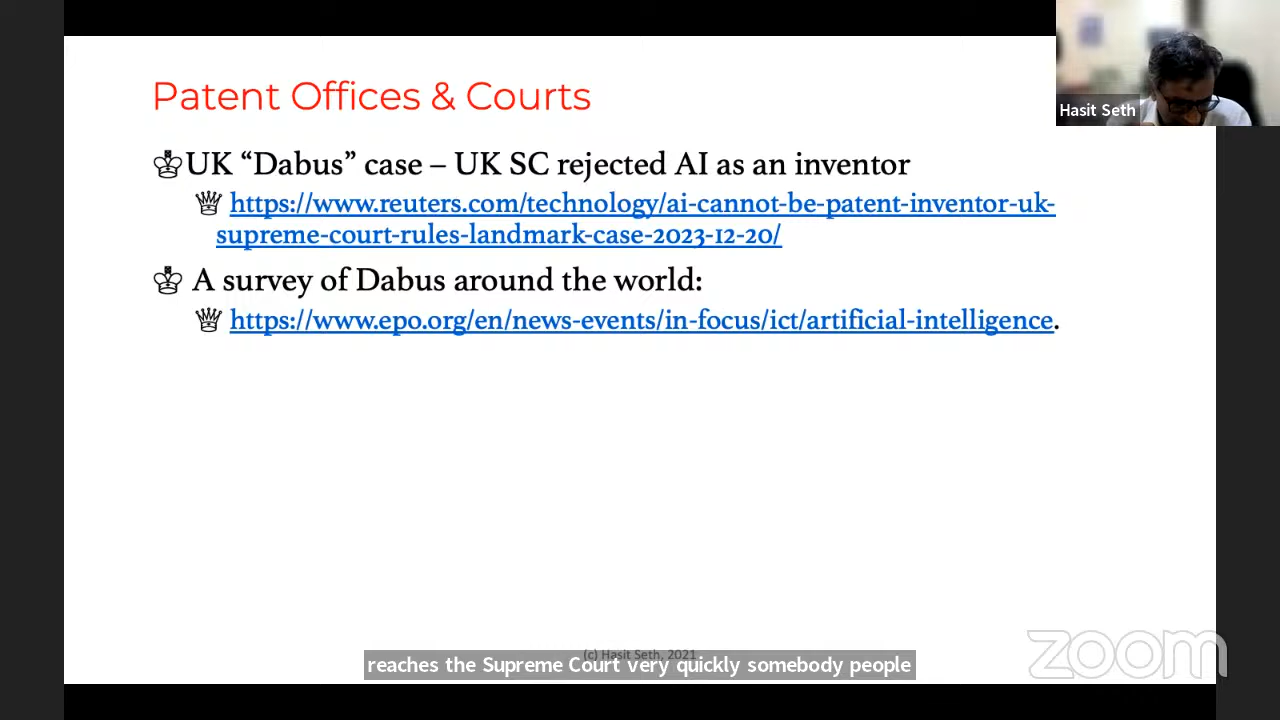 Patent Offices & Courts
Hasit Seth
UK “Dabus” case – UK SC rejected AI as an inventor
https://www.reuters.com/technology/ai-cannot-be-patent-inventor-uk-
supreme-court-rules-landmark-case-2023-12-20/
A survey of Dabus around the world:
https://www.epo.org/en/news-events/in-focus/ict/artificial-intelligence.
(c) Hasit Seth, 2021
reaches the Supreme Court very quickly somebody people
zoom